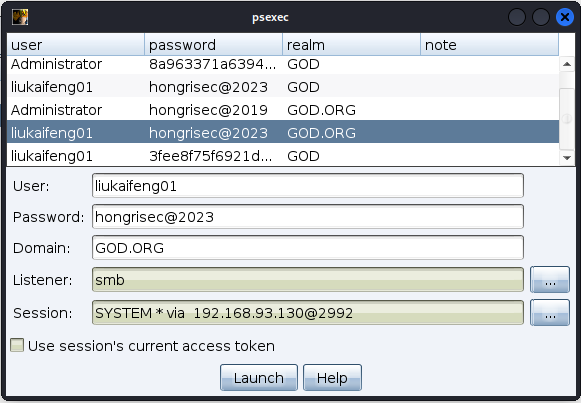 psexec
user password realm note
Administrator 8a963371a6394... GOD
liukaifeng01 hongrisec@2023 GOD
Administrator hongrisec@2019 GOD.ORG
liukaifeng01 hongrisec@2023 GOD.ORG
liukaifeng01 3fee8f75f6921d... GOD
User: liukaifeng01
Password: hongrisec@2023
Domain: GOD.ORG
Listener: smb ...
Session: SYSTEM * via 192.168.93.130@2992 ...
Use session's current access token
Launch Help